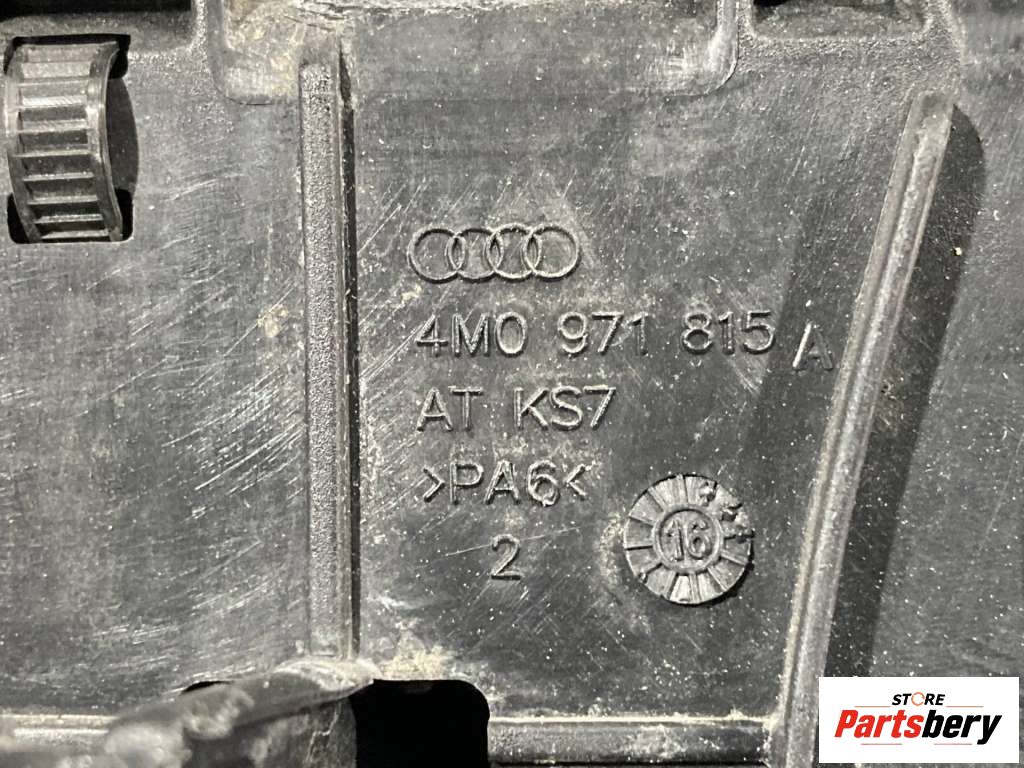 4M0 971 815 A
AT KS7
>PA6<
2
16
STORE
Partsbery